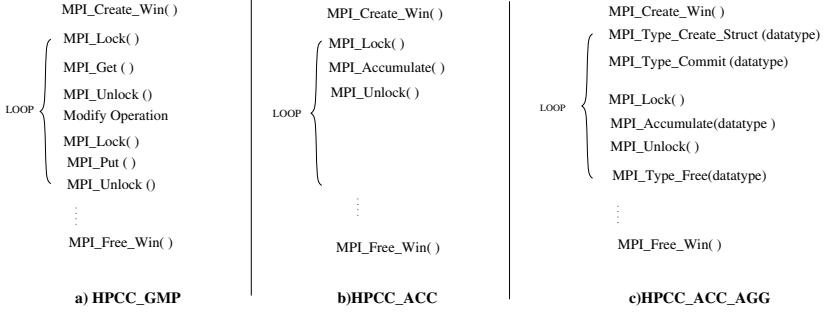 MPI_Create_Win( )
MPI_Lock( )
MPI_Get ( )
MPI_Unlock ()
LOOP
Modify Operation
MPI_Lock( )
MPI_Put ( )
MPI_Unlock ()
MPI_Free_Win( )
a) HPCC_GMP
MPI_Create_Win( )
MPI_Lock( )
MPI_Accumulate( )
MPI_Unlock( )
LOOP
MPI_Free_Win( )
b)HPCC_ACC
MPI_Create_Win( )
MPI_Type_Create_Struct (datatype)
MPI_Type_Commit (datatype)
MPI_Lock( )
LOOP
MPI_Accumulate(datatype )
MPI_Unlock( )
MPI_Type_Free(datatype)
MPI_Free_Win( )
c)HPCC_ACC_AGG